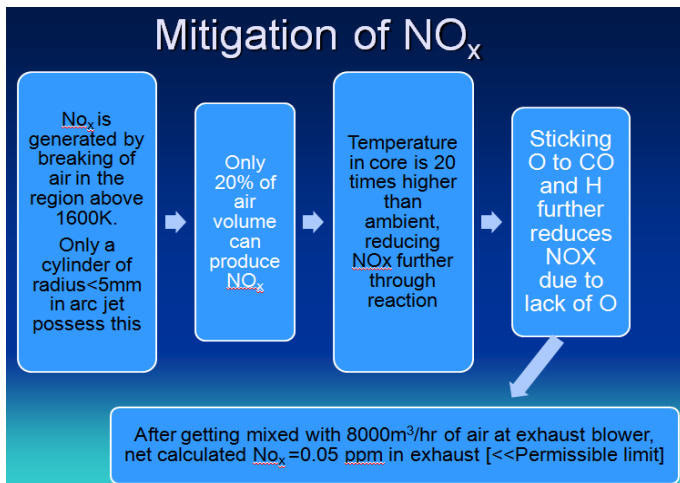 Mitigation of NOx
Nox is
generated by
breaking of
air in the
region above
1600K.
Only a
cylinder of
radius<5mm
in arc jet
possess this
Only
20% of
air
volume
can
produce
NOx
Temperature
in core is 20
times higher
than
ambient,
reducing
NOx further
through
reaction
Sticking
O to CO
and H
further
reduces
NOX
due to
lack of O
After getting mixed with 8000m³/hr of air at exhaust blower,
net calculated Nox=0.05 ppm in exhaust [<<Permissible limit]